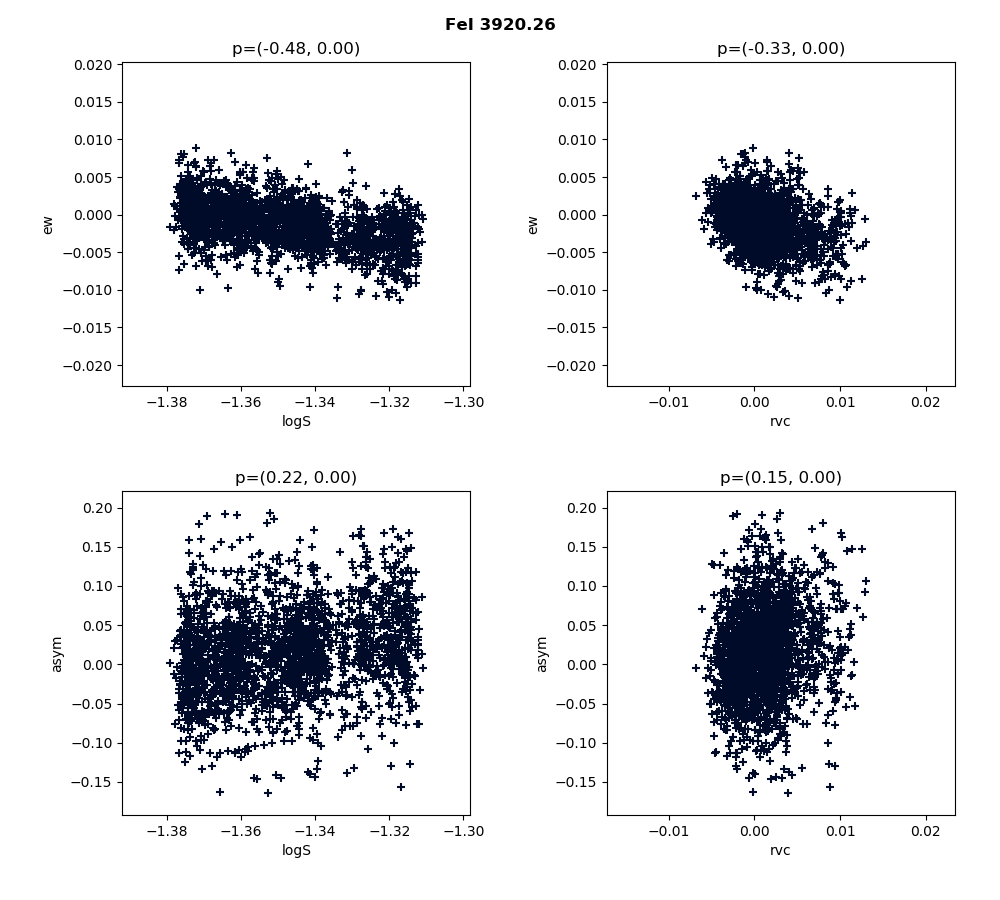 FeI 3920.26
p=(-0.48, 0.00)
0.020
0.015
0.010
0.005
0.000
−0.005
−0.010
−0.015
−0.020
ew
−1.38 −1.36 −1.34 −1.32 −1.30
logS
p=(-0.33, 0.00)
0.020
0.015
0.010
0.005
0.000
−0.005
−0.010
−0.015
−0.020
ew
−0.01 0.00 0.01 0.02
rvc
p=(0.22, 0.00)
0.20
0.15
0.10
0.05
0.00
−0.05
−0.10
−0.15
asym
−1.38 −1.36 −1.34 −1.32 −1.30
logS
p=(0.15, 0.00)
0.20
0.15
0.10
0.05
0.00
−0.05
−0.10
−0.15
asym
−0.01 0.00 0.01 0.02
rvc